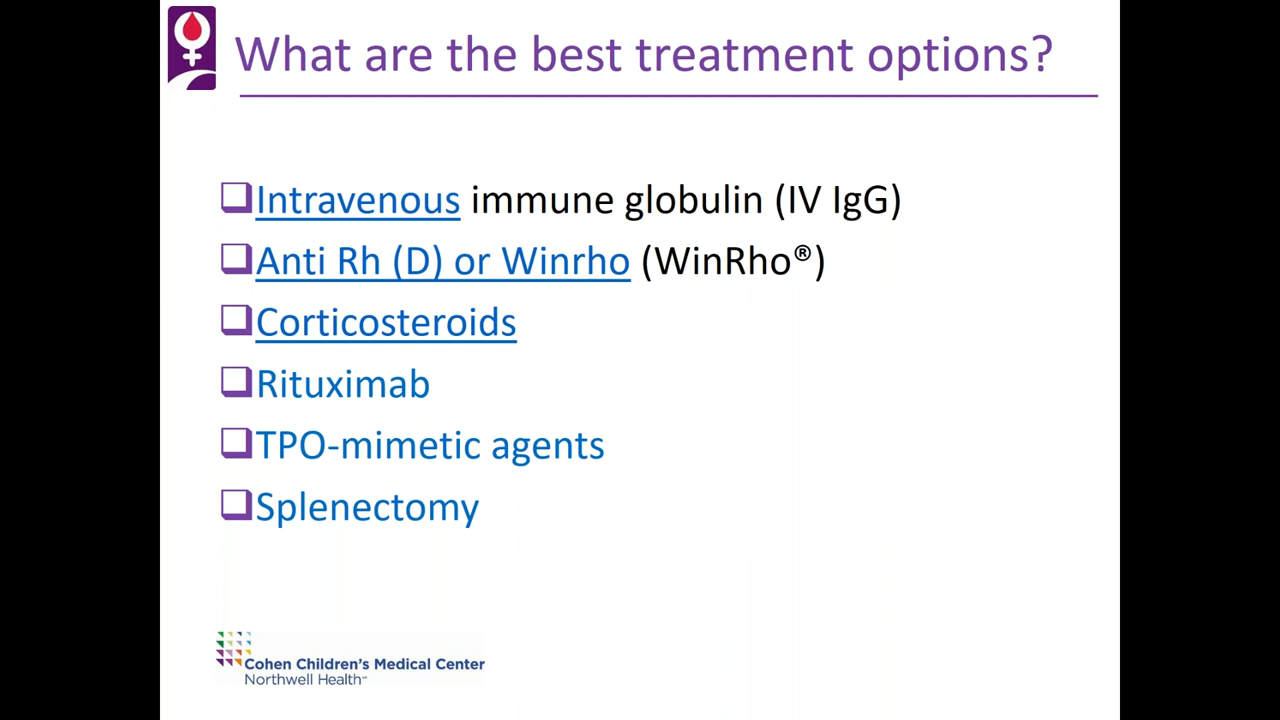 What are the best treatment options?
Intravenous immune globulin (IV IgG)
Anti Rh (D) or Winrho (WinRho®)
Corticosteroids
Rituximab
TPO-mimetic agents
Splenectomy
Cohen Children's Medical Center
Northwell Health℠